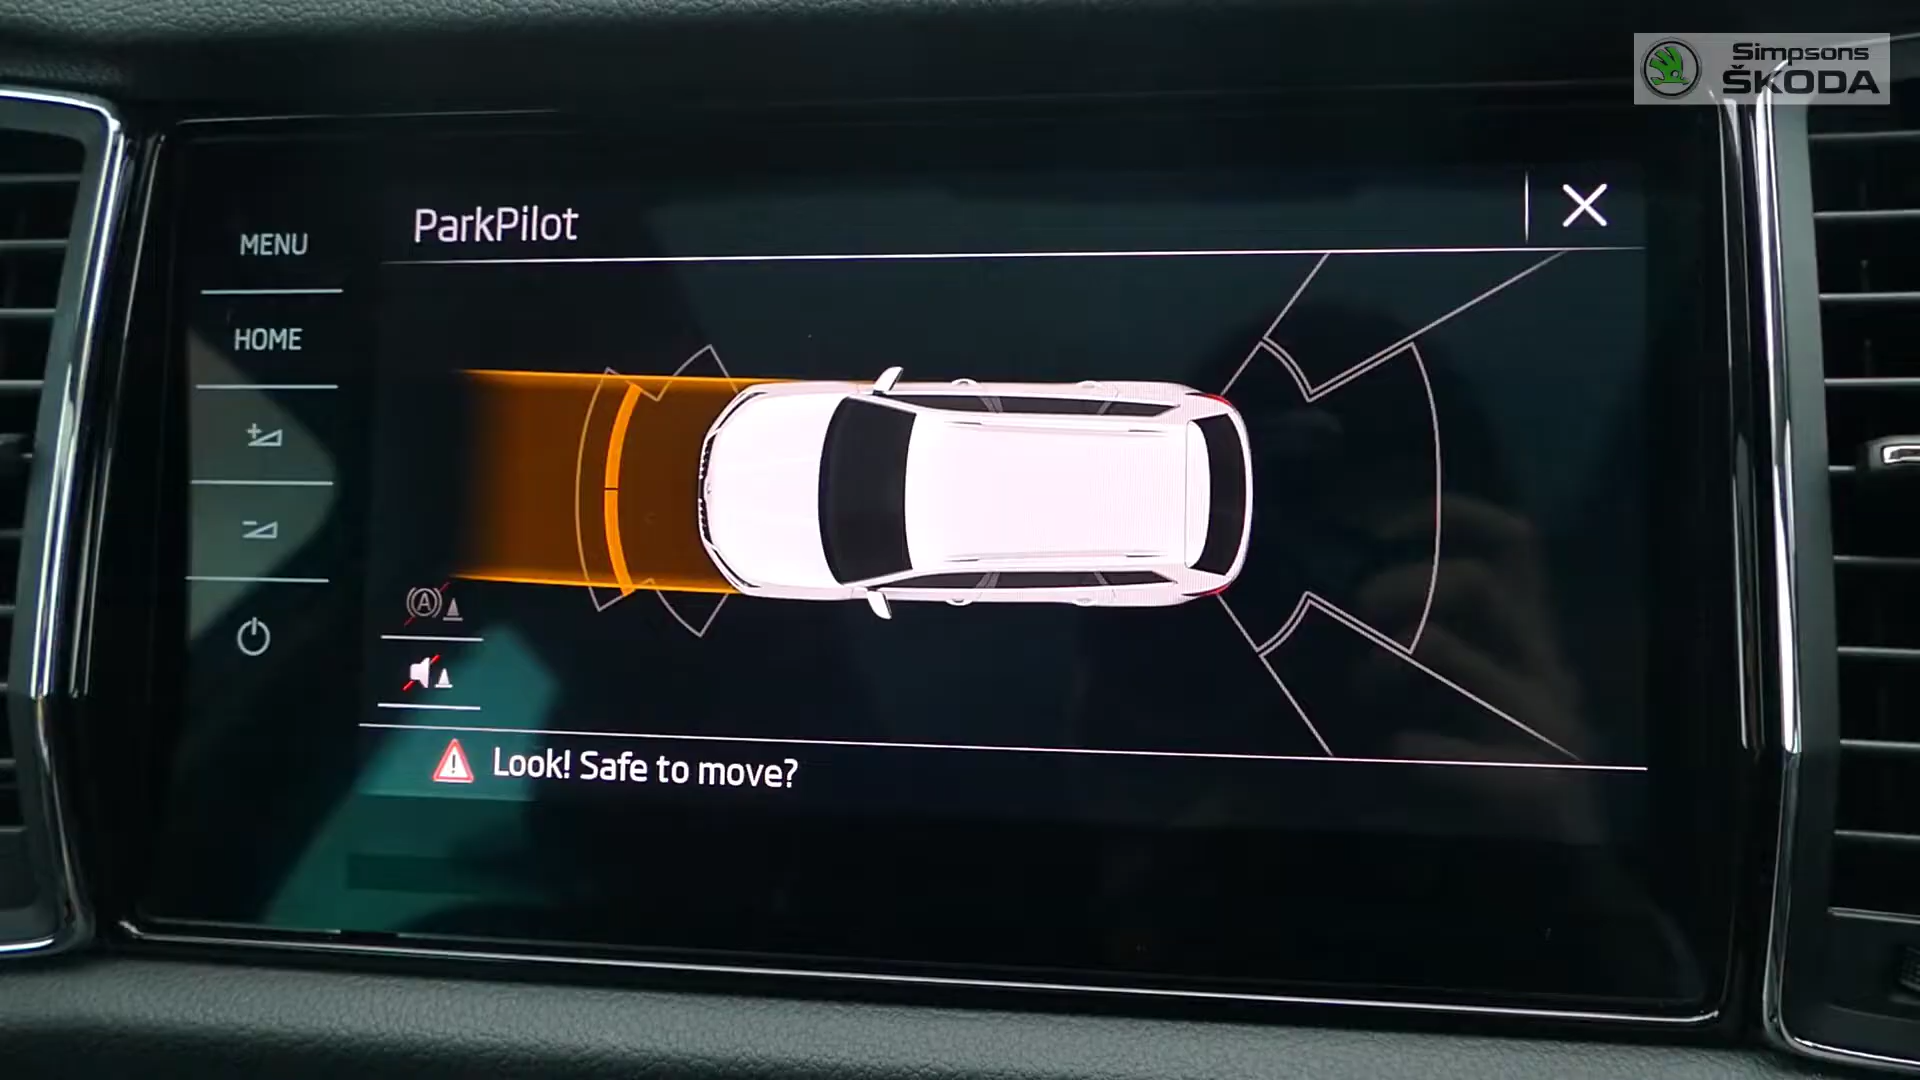 Simpsons
ŠKODA
ParkPilot
MENU
HOME
A
Look! Safe to move?